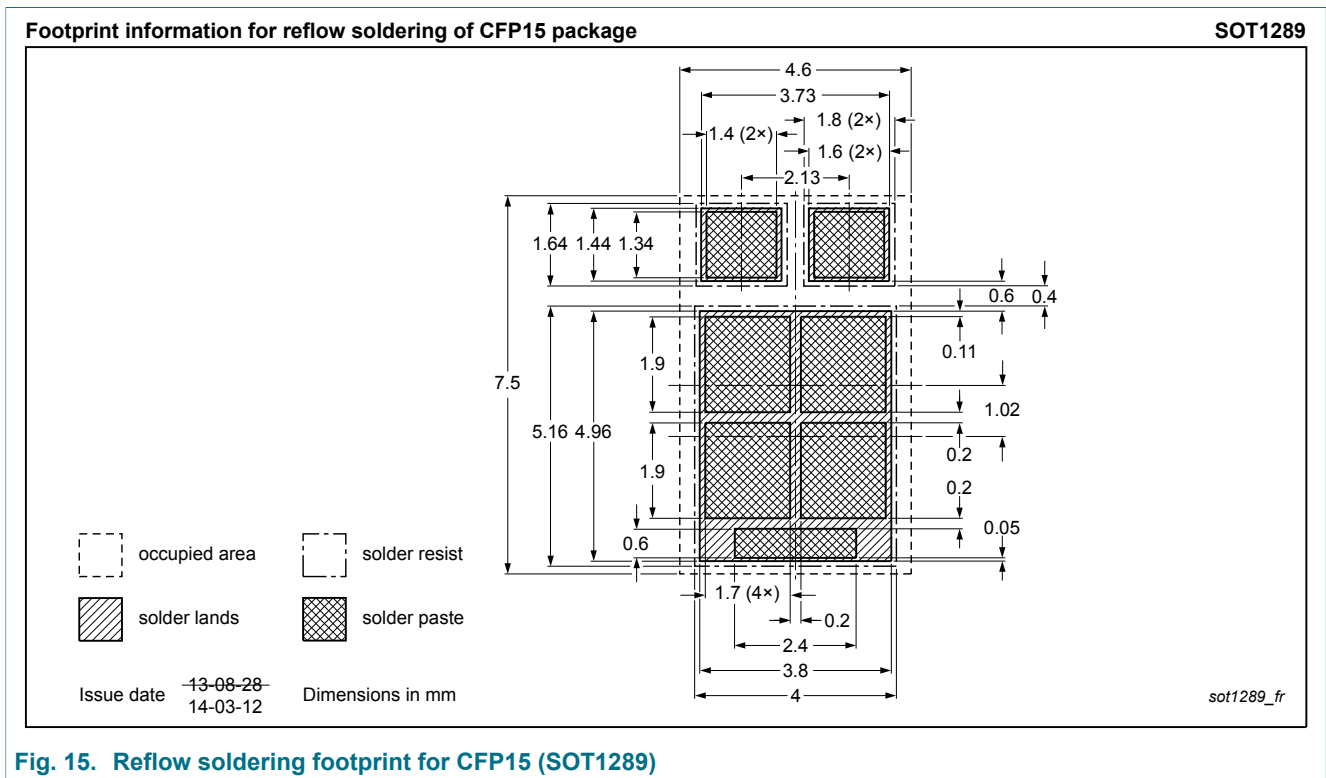 Footprint information for reflow soldering of CFP15 package SOT1289
4.6
3.73
1.4 (2×)
1.8 (2×)
1.6 (2×)
2.13
1.64 1.44 1.34
0.6 0.4
0.11
1.9
7.5
1.02
5.16 4.96
0.2
1.9
0.2
0.05
0.6
1.7 (4×)
0.2
2.4
3.8
4
occupied area solder resist
solder lands solder paste
Issue date 13-08-28
14-03-12
Dimensions in mm
sot1289_fr
Fig. 15. Reflow soldering footprint for CFP15 (SOT1289)